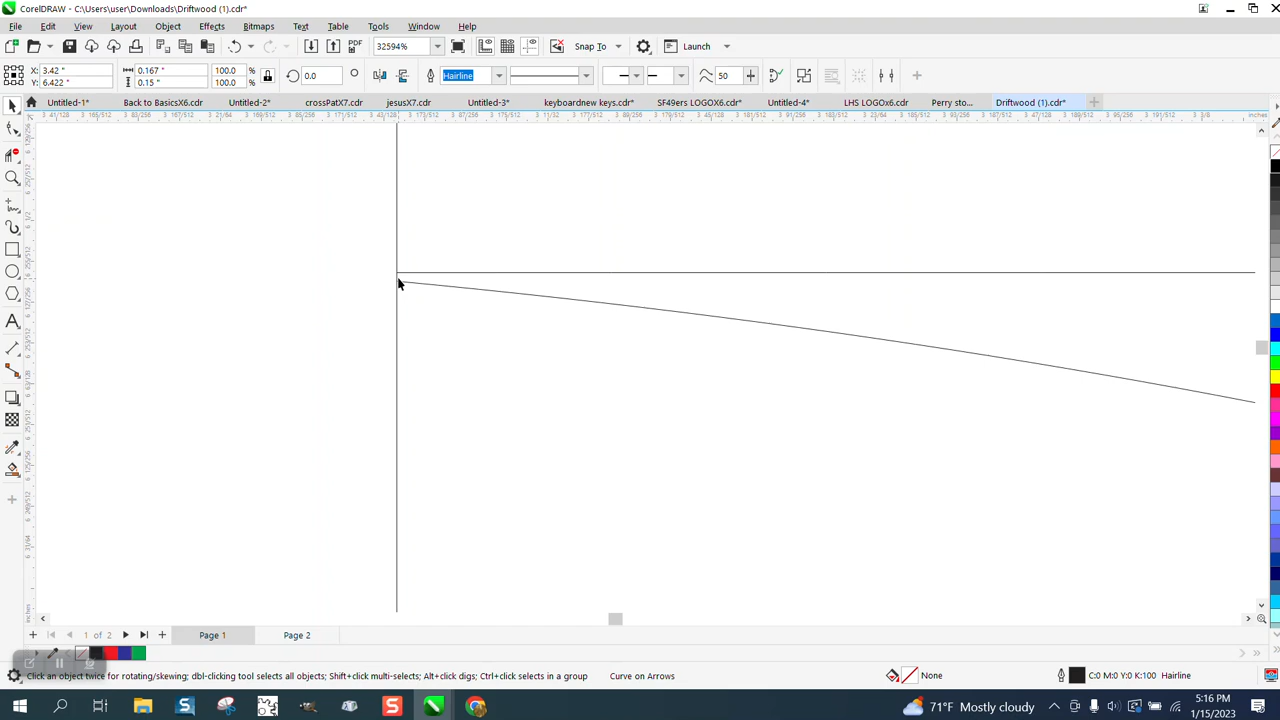 CorelDRAW - C:\Users\user\Downloads\Driftwood (1).cdr*
File Edit View Layout Object Effects Bitmaps Text Table Tools Window Help
PDF 32594% Snap To Launch
X: 3.42 " 0.167 " 100.0 % 0.0 Hairline 50
Y: 6.422 " 0.15 " 100.0 %
Untitled-1* Back to BasicsX6.cdr Untitled-2* crossPatX7.cdr jesusX7.cdr Untitled-3* keyboardnew keys.cdr* SF49ers LOGOx6.cdr* Untitled-4* LHS LOGOx6.cdr Perry sto... Driftwood (1).cdr*
inches
1 of 2 Page 1 Page 2
Click an object twice for rotating/skewing; dbl-clicking tool selects all objects; Shift+click multi-selects; Alt+click digs; Ctrl+click selects in a group Curve on Arrows None C:0 M:0 Y:0 K:100 Hairline
71°F Mostly cloudy 5:16 PM
1/15/2023